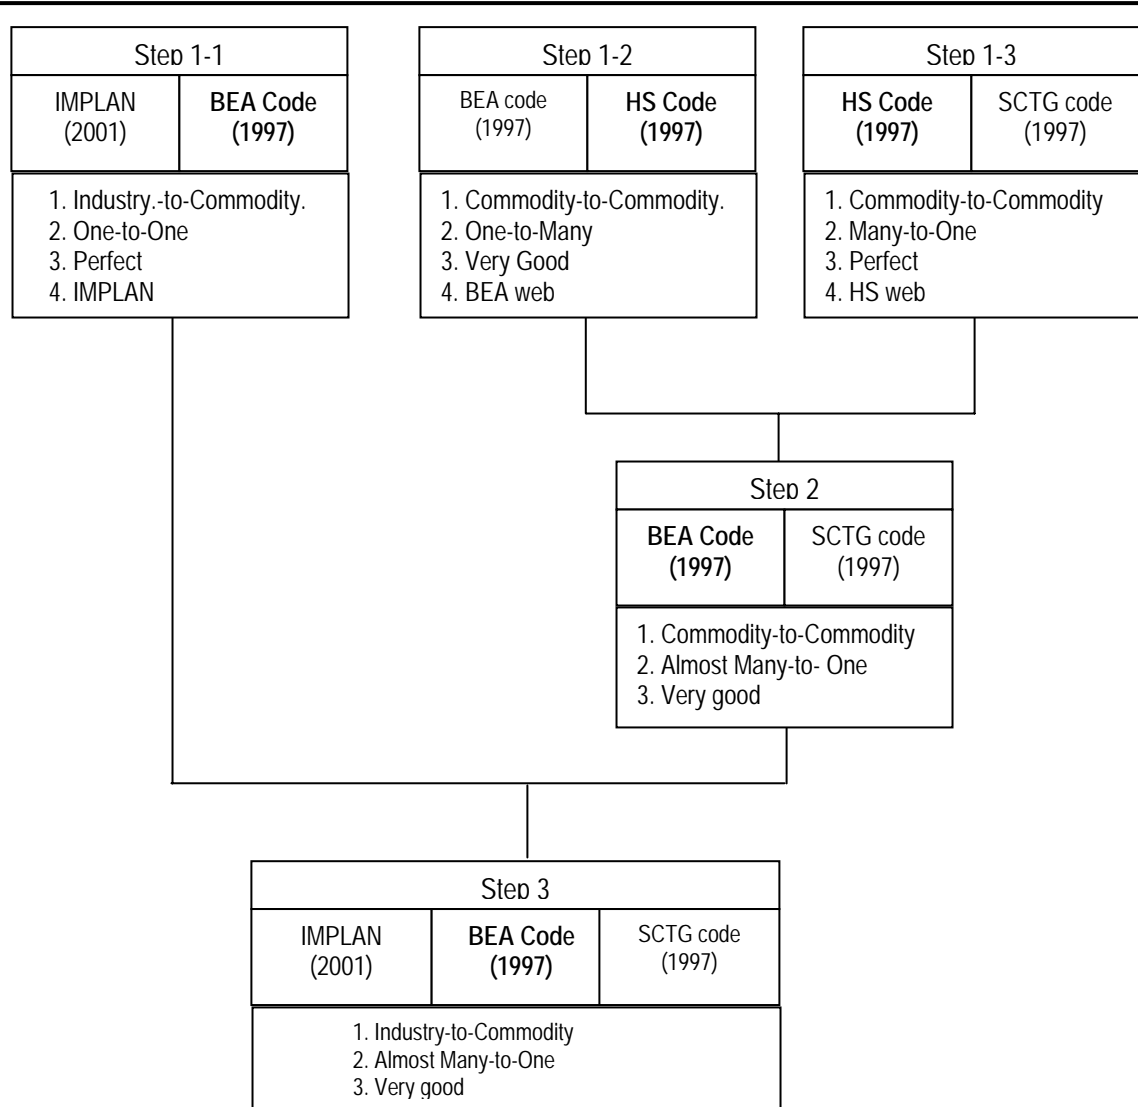 Step 1-1
IMPLAN
(2001)
BEA Code
(1997)
1. Industry.-to-Commodity.
2. One-to-One
3. Perfect
4. IMPLAN
Step 1-2
BEA code
(1997)
HS Code
(1997)
1. Commodity-to-Commodity.
2. One-to-Many
3. Very Good
4. BEA web
Step 1-3
HS Code
(1997)
SCTG code
(1997)
1. Commodity-to-Commodity
2. Many-to-One
3. Perfect
4. HS web
Step 2
BEA Code
(1997)
SCTG code
(1997)
1. Commodity-to-Commodity
2. Almost Many-to- One
3. Very good
Step 3
IMPLAN
(2001)
BEA Code
(1997)
SCTG code
(1997)
1. Industry-to-Commodity
2. Almost Many-to-One
3. Very good